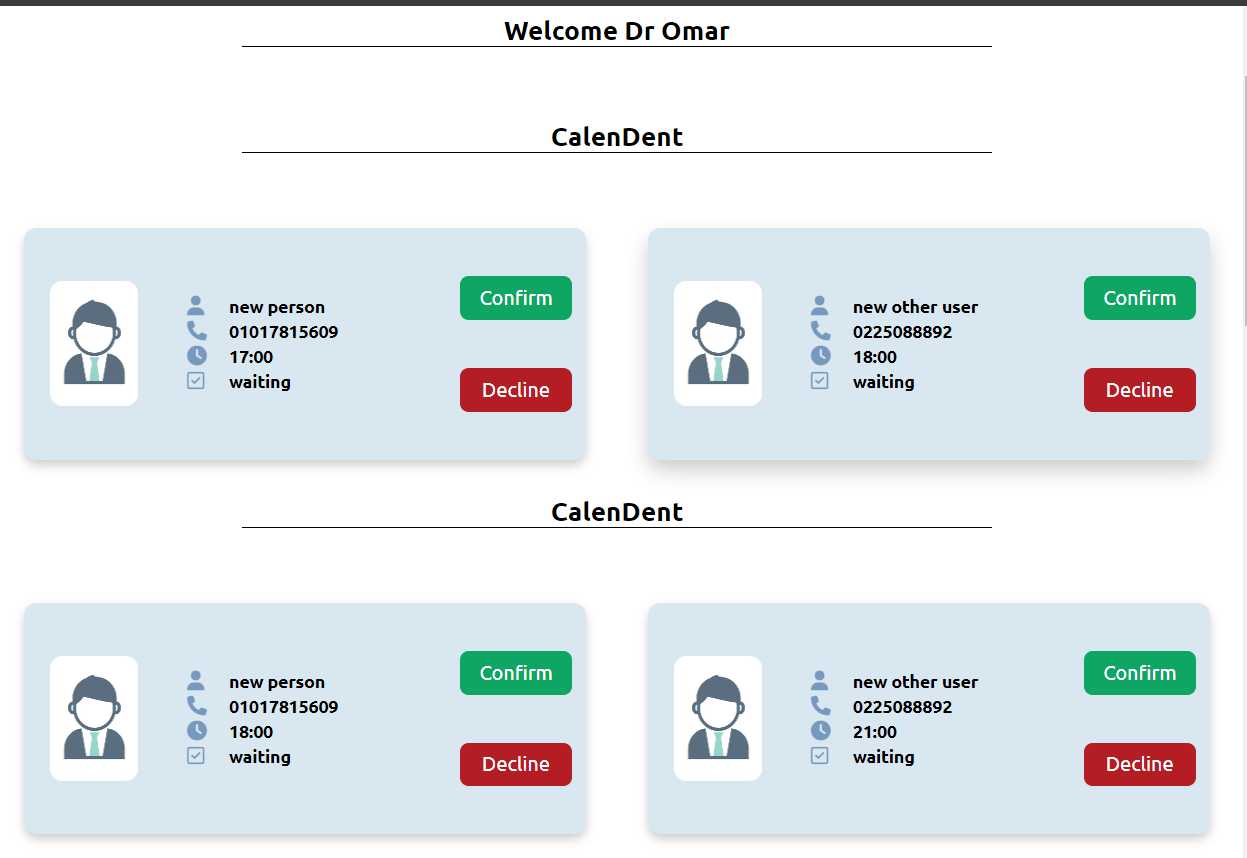 Welcome Dr Omar
CalenDent
new person
01017815609
17:00
waiting
Confirm
Decline
new other user
0225088892
18:00
waiting
Confirm
Decline
CalenDent
new person
01017815609
18:00
waiting
Confirm
Decline
new other user
0225088892
21:00
waiting
Confirm
Decline